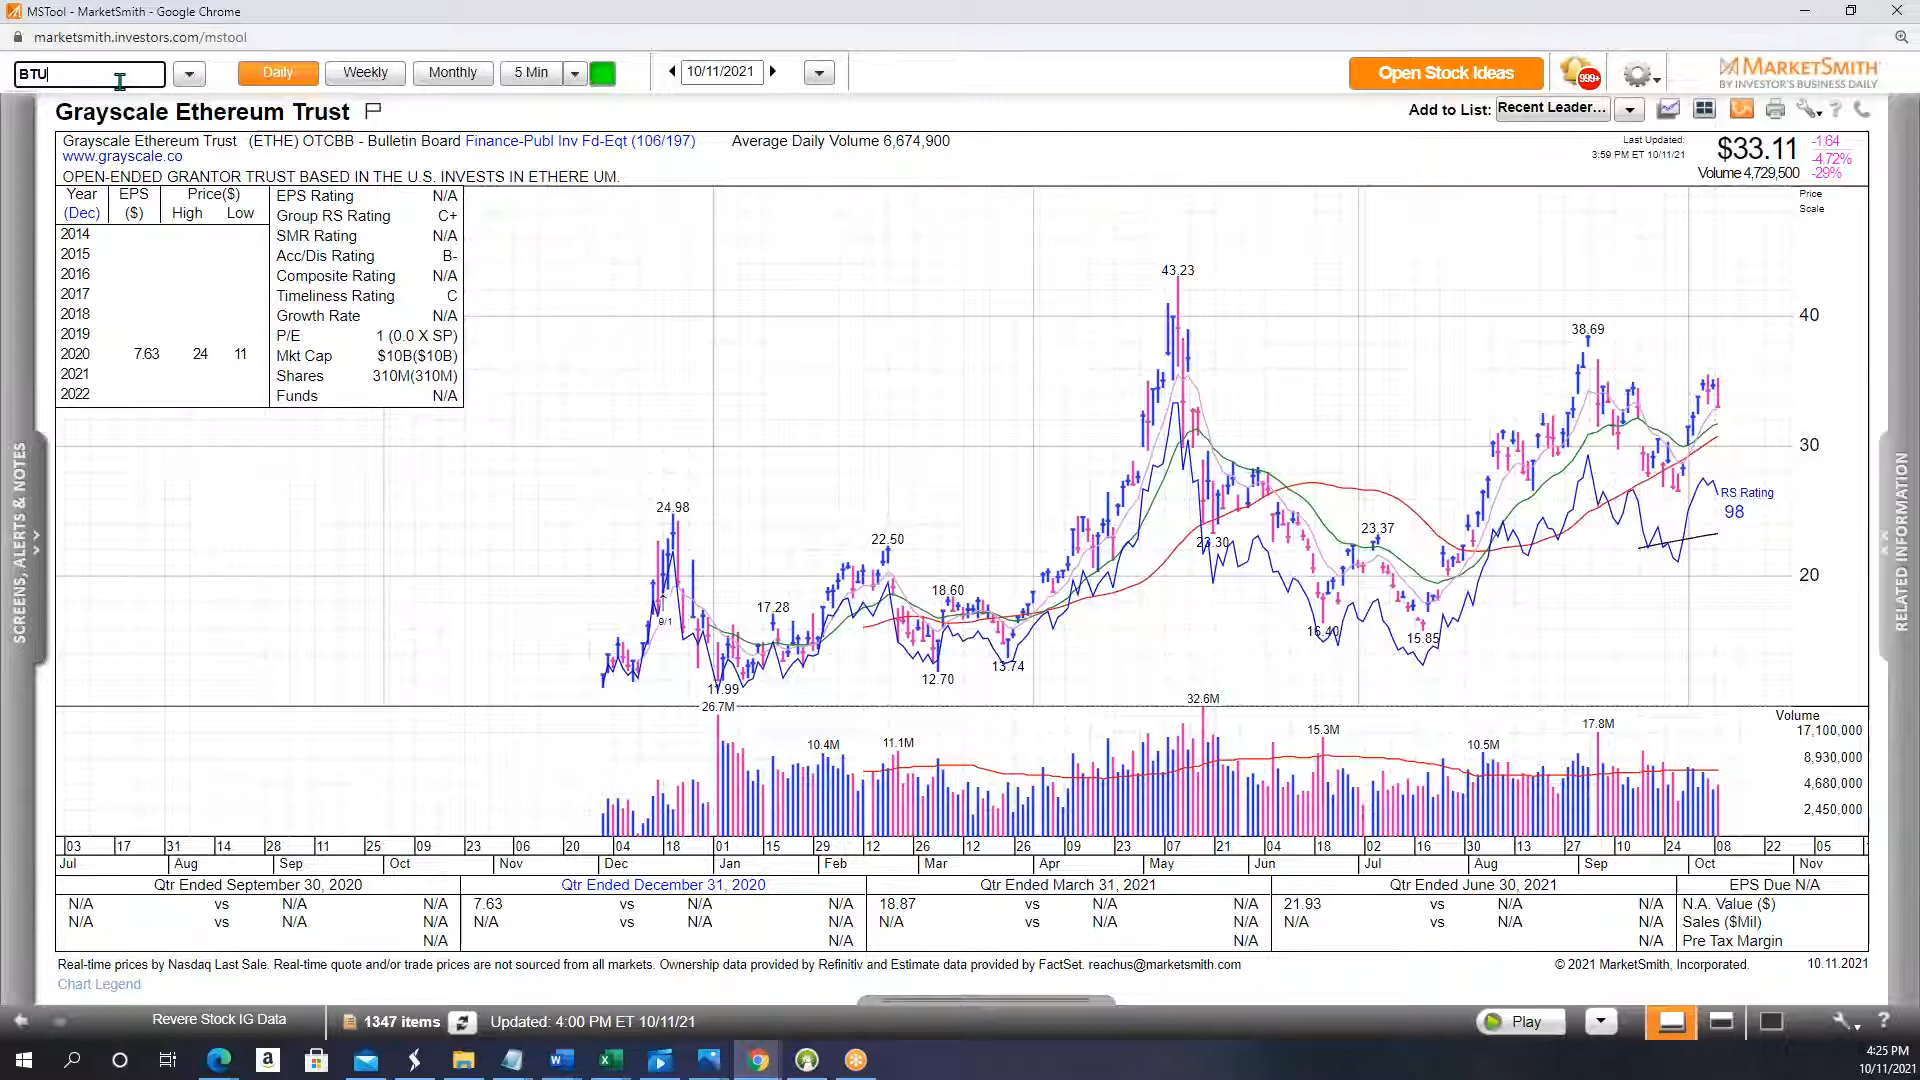 MSTool - MarketSmith - Google Chrome
marketsmith.investors.com/mstool
BTU
Daily Weekly Monthly 5 Min 10/11/2021 Open Stock Ideas 999+ MARKETSMITH
BY INVESTOR'S BUSINESS DAILY
Grayscale Ethereum Trust
Add to List: Recent Leader...
Grayscale Ethereum Trust (ETHE) OTCBB - Bulletin Board Finance-Publ Inv Fd-Eqt (106/197) Average Daily Volume 6,674,900
www.grayscale.co
OPEN-ENDED GRANTOR TRUST BASED IN THE U.S. INVESTS IN ETHERE UM.
Last Updated:
3:59 PM ET 10/11/21
$33.11
Volume 4,729,500
-1.64
-4.72%
-29%
Year EPS Price($)
(Dec) ($) High Low
2014
2015
2016
2017
2018
2019
2020 7.63 24 11
2021
2022
EPS Rating N/A
Group RS Rating C+
SMR Rating N/A
Acc/Dis Rating B-
Composite Rating N/A
Timeliness Rating C
Growth Rate N/A
P/E 1 (0.0 X SP)
Mkt Cap $10B($10B)
Shares 310M(310M)
Funds N/A
Price
Scale
43.23
40
38.69
30
RS Rating
98
24.98
22.50
23.30
23.37
20
18.60
17.28
9/1
16.40
15.85
13.74
12.70
11.99
26.7M
32.6M
10.4M
11.1M
15.3M
10.5M
17.8M
Volume
17,100,000
8,930,000
4,680,000
2,450,000
03 17 31 14 28 11 25 09 23 06 20 04 18 01 15 29 12 26 12 26 09 23 07 21 04 18 02 16 30 13 27 10 24 08 22 05
Jul Aug Sep Oct Nov Dec Jan Feb Mar Apr May Jun Jul Aug Sep Oct Nov
Qtr Ended September 30, 2020 Qtr Ended December 31, 2020 Qtr Ended March 31, 2021 Qtr Ended June 30, 2021 EPS Due N/A
N/A vs N/A N/A 7.63 vs N/A N/A 18.87 vs N/A N/A 21.93 vs N/A N/A N.A. Value ($)
N/A vs N/A N/A N/A vs N/A N/A N/A vs N/A N/A N/A vs N/A N/A Sales ($Mil)
N/A N/A N/A N/A Pre Tax Margin
Real-time prices by Nasdaq Last Sale. Real-time quote and/or trade prices are not sourced from all markets. Ownership data provided by Refinitiv and Estimate data provided by FactSet. reachus@marketsmith.com © 2021 MarketSmith, Incorporated. 10.11.2021
Chart Legend
SCREENS, ALERTS & NOTES
RELATED INFORMATION
Revere Stock IG Data 1347 items Updated: 4:00 PM ET 10/11/21 Play
4:25 PM
10/11/2021